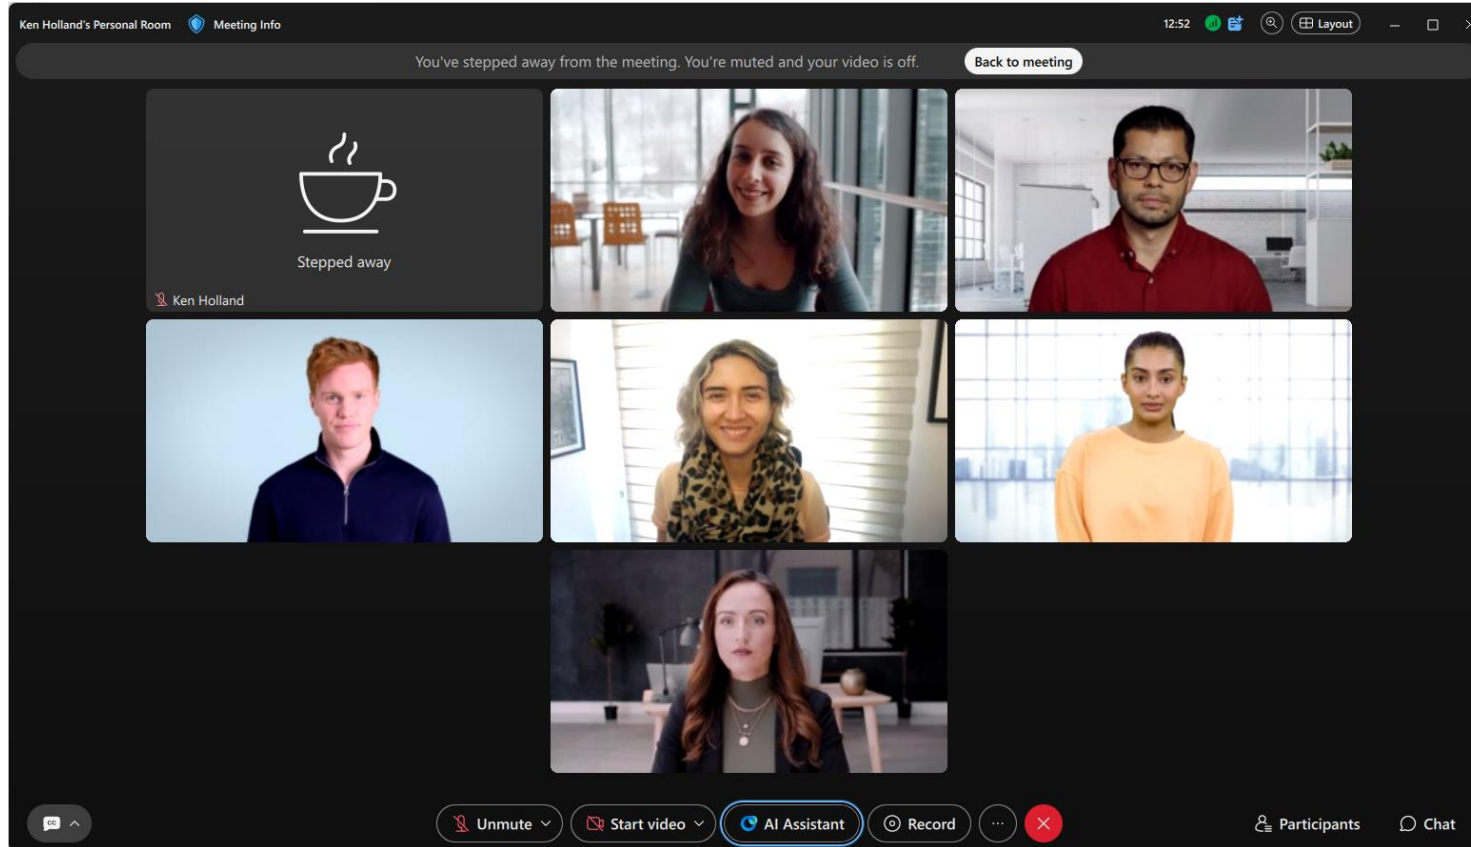 Ken Holland's Personal Room Meeting Info 12:52 Layout
You've stepped away from the meeting. You're muted and your video is off. Back to meeting
Stepped away
Ken Holland
CC Unmute Start video AI Assistant Record Participants Chat